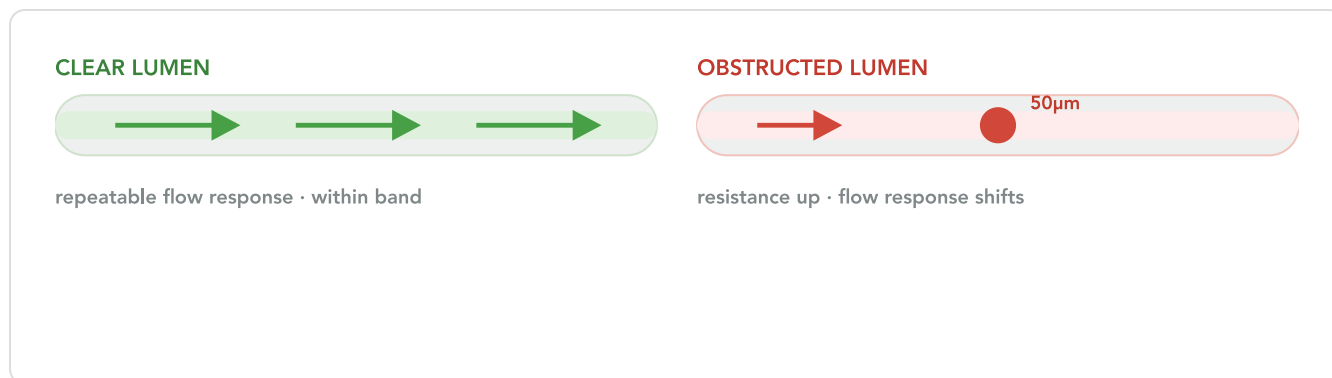 CLEAR LUMEN
repeatable flow response · within band
OBSTRUCTED LUMEN
50µm
resistance up · flow response shifts